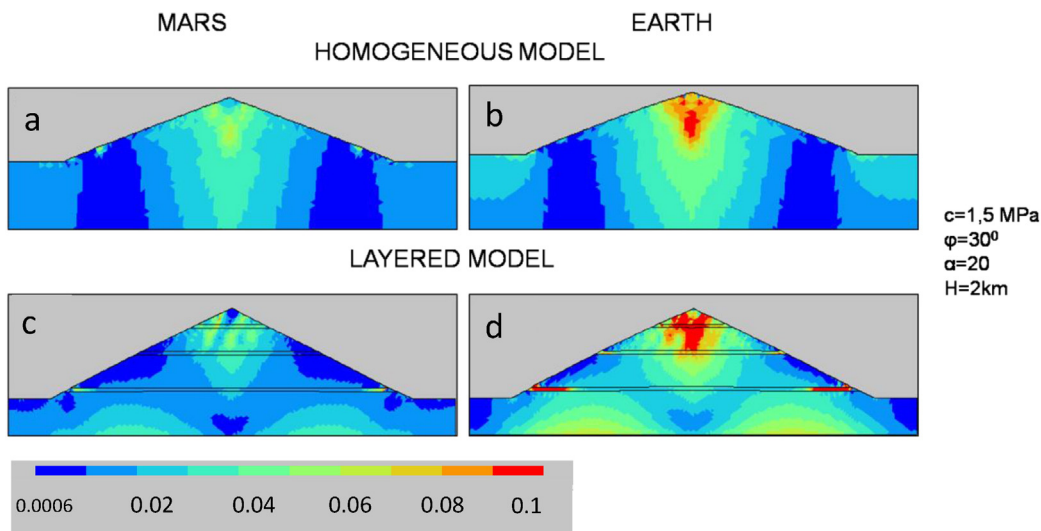 MARS EARTH
HOMOGENEOUS MODEL
a b
c=1,5 MPa
φ=30⁰
α=20
H=2km
LAYERED MODEL
c d
0.0006 0.02 0.04 0.06 0.08 0.1